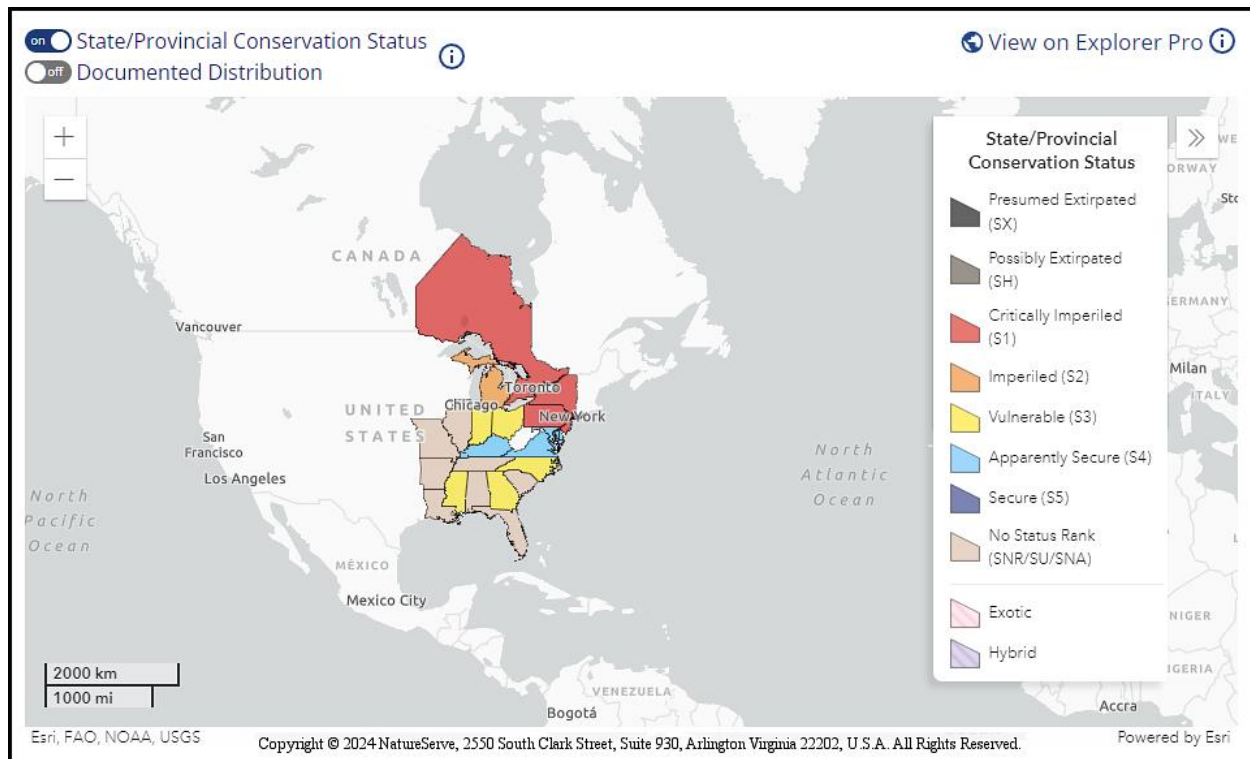 on State/Provincial Conservation Status
off Documented Distribution
View on Explorer Pro
State/Provincial
Conservation Status
Presumed Extirpated
(SX)
Possibly Extirpated
(SH)
Critically Imperiled
(S1)
Imperiled (S2)
Vulnerable (S3)
Apparently Secure (S4)
Secure (S5)
No Status Rank
(SNR/SU/SNA)
Exotic
Hybrid
CANADA
Vancouver
Toronto
Chicago
New York
UNITED
STATES
San
Francisco
Los Angeles
North
Pacific
Ocean
North
Atlantic
Ocean
MÉXICO
Mexico City
VENEZUELA
Bogotá
ORWAY
Sto
ERMANY
Milan
ITALY
NIGER
IGERIA
Accra
2000 km
1000 mi
Esri, FAO, NOAA, USGS
Copyright © 2024 NatureServe, 2550 South Clark Street, Suite 930, Arlington Virginia 22202, U.S.A. All Rights Reserved.
Powered by Esri